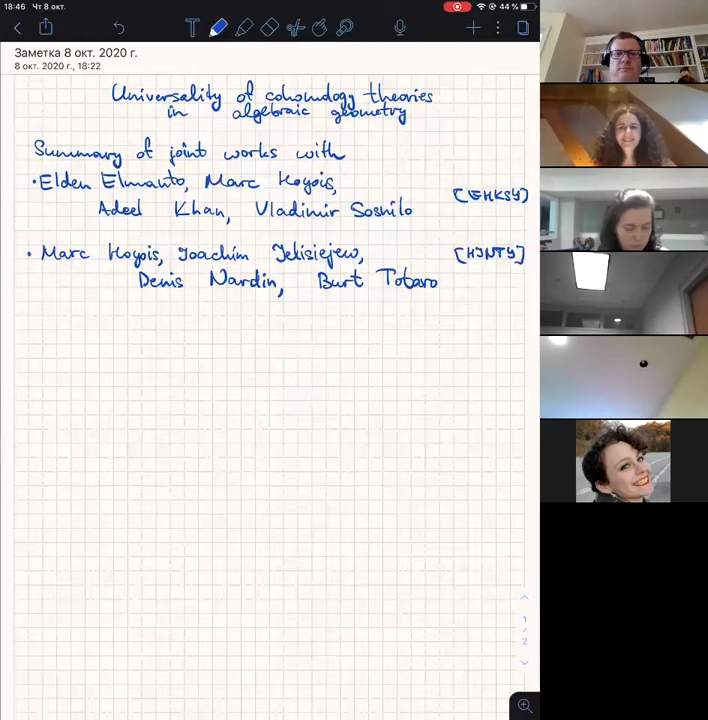 18:46 Чт 8 окт.
44 %
Заметка 8 окт. 2020 г.
8 окт. 2020 г., 18:22
Universality of cohomology theories
in algebraic geometry
Summary of joint works with
• Elden Elmanto, Marc Hoyois,
Adeel Khan, Vladimir Sosnilo
[EHKSY]
• Marc Hoyois, Joachim Jelisiejew,
Denis Nardin, Burt Totaro
[HJNTY]
1
2